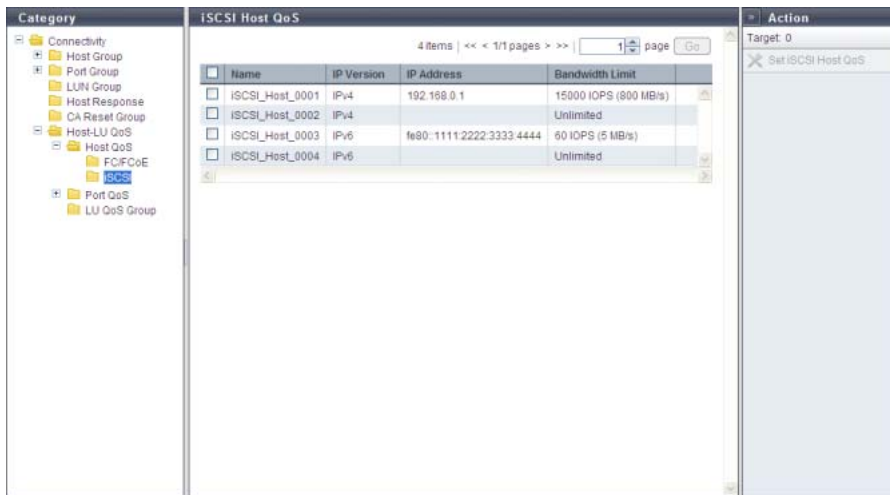 Category
Connectivity
Host Group
Port Group
LUN Group
Host Response
CA Reset Group
Host-LU QoS
Host QoS
FC/FCoE
iSCSI
Port QoS
LU QoS Group
iSCSI Host QoS
4 items | << < 1/1 pages > >> | 1 page Go
Name IP Version IP Address Bandwidth Limit
iSCSI_Host_0001 IPv4 192.168.0.1 15000 IOPS (800 MB/s)
iSCSI_Host_0002 IPv4 Unlimited
iSCSI_Host_0003 IPv6 fe80::1111:2222:3333:4444 60 IOPS (5 MB/s)
iSCSI_Host_0004 IPv6 Unlimited
» Action
Target: 0
Set iSCSI Host QoS